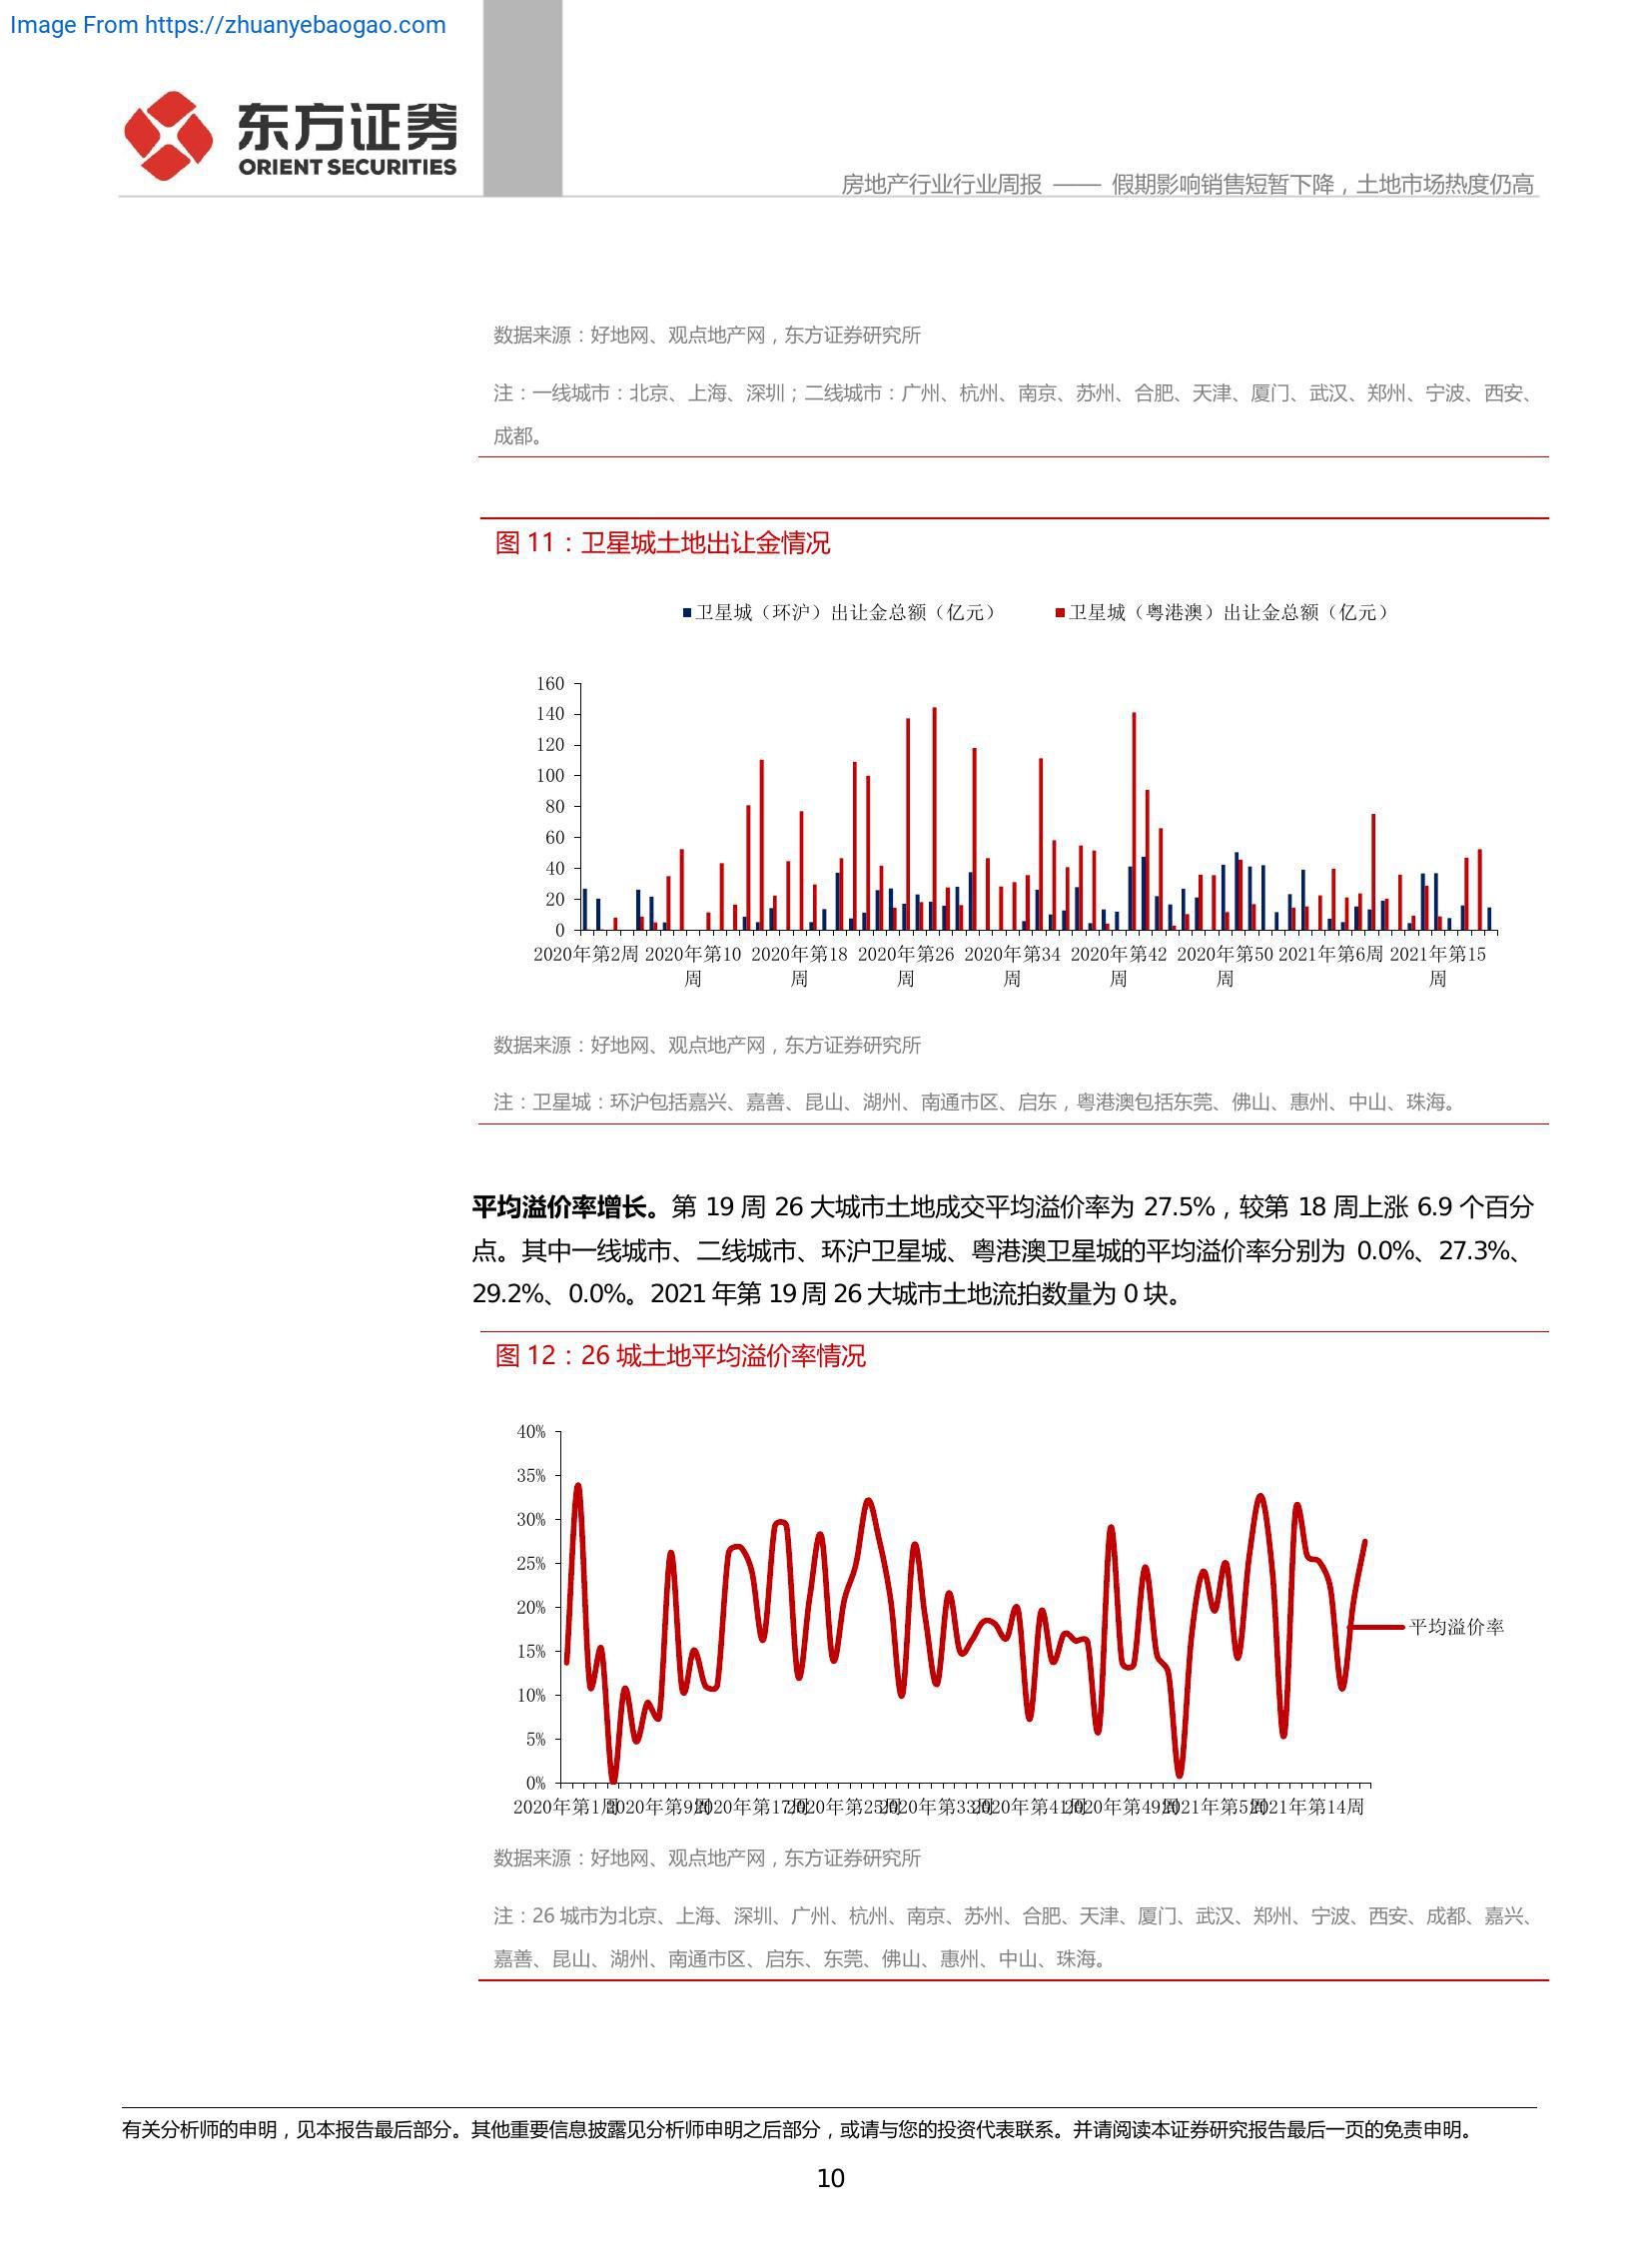 Image From https://zhuanyebaogao.com
东方证券
ORIENT SECURITIES
房地产行业行业周报 —— 假期影响销售短暂下降，土地市场热度仍高
数据来源：好地网、观点地产网，东方证券研究所
注：一线城市：北京、上海、深圳；二线城市：广州、杭州、南京、苏州、合肥、天津、厦门、武汉、郑州、宁波、西安、
成都。
图 11：卫星城土地出让金情况
卫星城（环沪）出让金总额（亿元） 卫星城（粤港澳）出让金总额（亿元）
160
140
120
100
80
60
40
20
0
2020年第2周 2020年第10周 2020年第18周 2020年第26周 2020年第34周 2020年第42周 2020年第50周 2021年第6周 2021年第15周
数据来源：好地网、观点地产网，东方证券研究所
注：卫星城：环沪包括嘉兴、嘉善、昆山、湖州、南通市区、启东，粤港澳包括东莞、佛山、惠州、中山、珠海。
平均溢价率增长。第 19 周 26 大城市土地成交平均溢价率为 27.5%，较第 18 周上涨 6.9 个百分
点。其中一线城市、二线城市、环沪卫星城、粤港澳卫星城的平均溢价率分别为 0.0%、27.3%、
29.2%、0.0%。2021 年第 19 周 26 大城市土地流拍数量为 0 块。
图 12：26 城土地平均溢价率情况
40%
35%
30%
25%
20%
15%
10%
5%
0%
平均溢价率
2020年第1周 2020年第9周 2020年第17周 2020年第25周 2020年第33周 2020年第41周 2020年第49周 2021年第5周 2021年第14周
数据来源：好地网、观点地产网，东方证券研究所
注：26 城市为北京、上海、深圳、广州、杭州、南京、苏州、合肥、天津、厦门、武汉、郑州、宁波、西安、成都、嘉兴、
嘉善、昆山、湖州、南通市区、启东、东莞、佛山、惠州、中山、珠海。
有关分析师的申明，见本报告最后部分。其他重要信息披露见分析师申明之后部分，或请与您的投资代表联系。并请阅读本证券研究报告最后一页的免责申明。
10